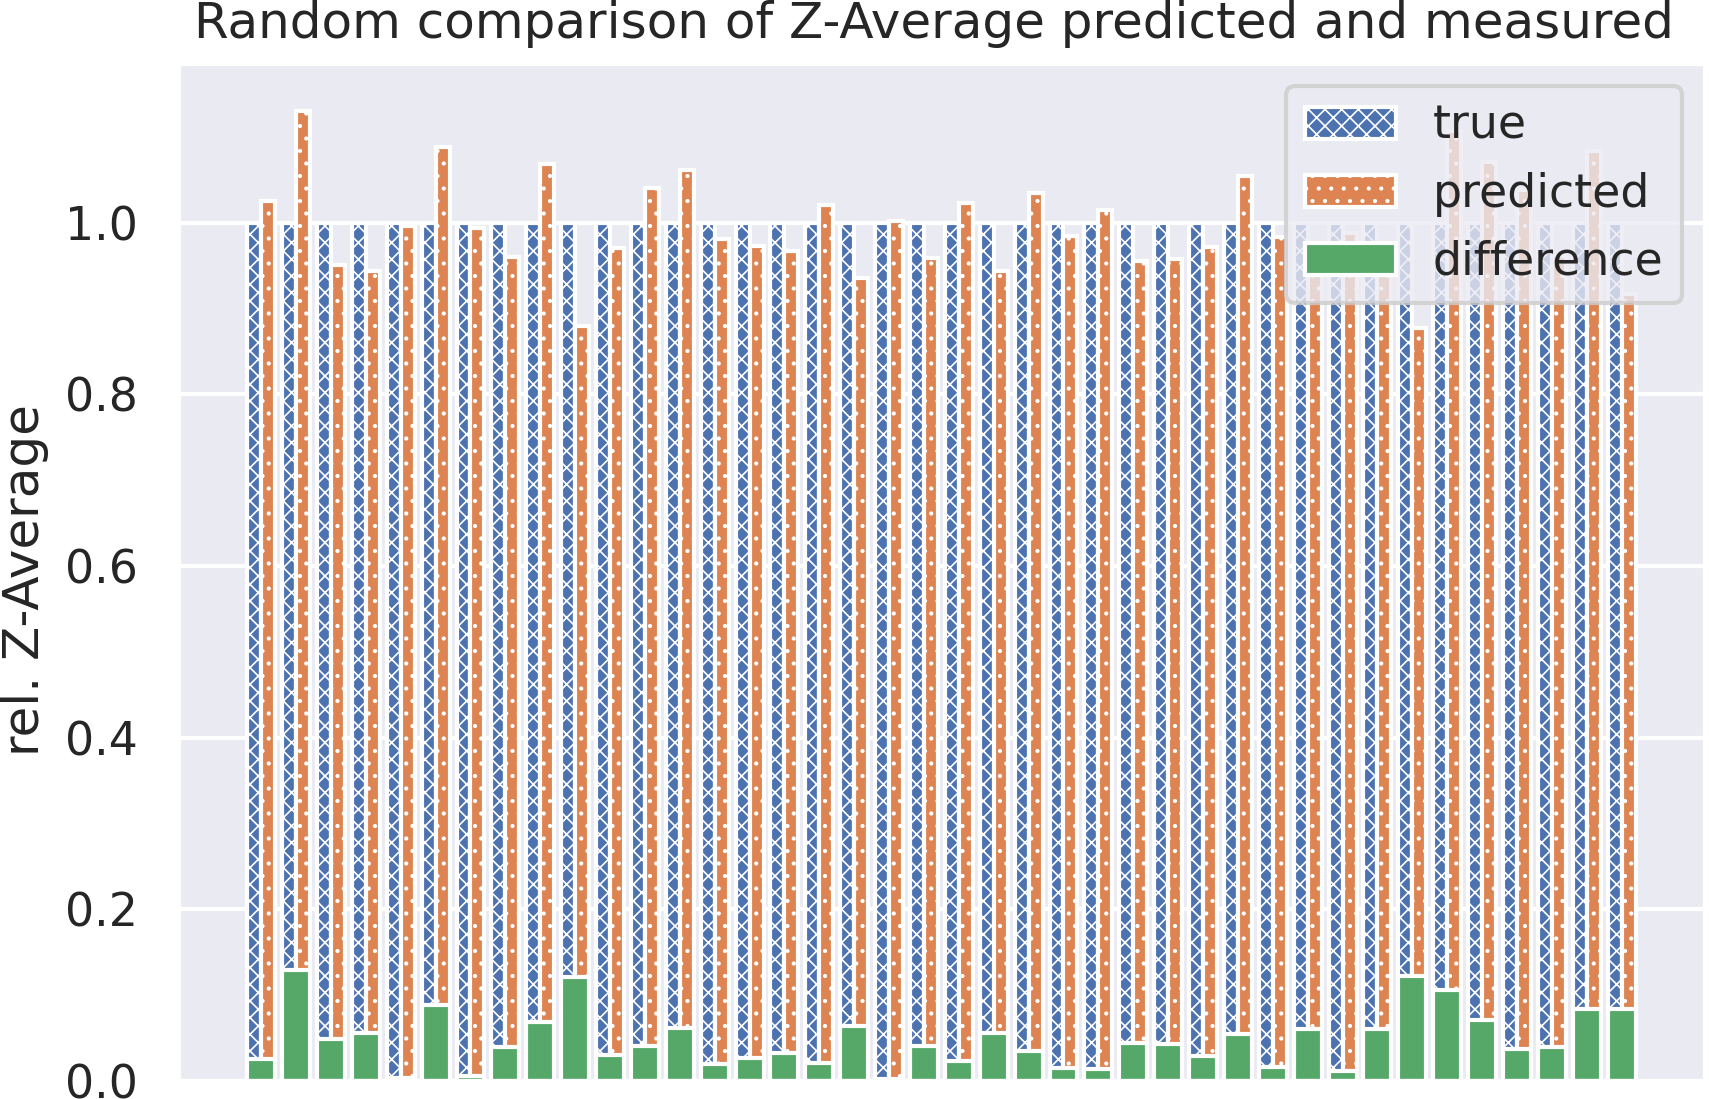 Random comparison of Z-Average predicted and measured
true
predicted
difference
rel. Z-Average
1.0
0.8
0.6
0.4
0.2
0.0